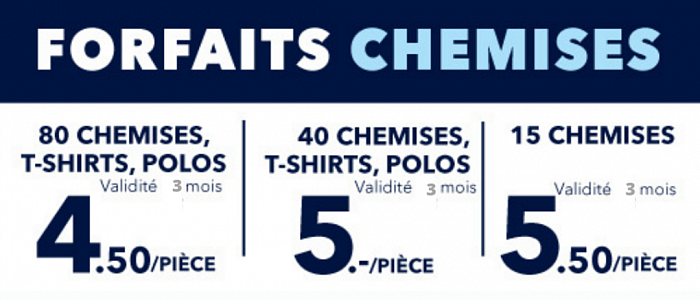 FORFAITS CHEMISES
80 CHEMISES,
T-SHIRTS, POLOS
Validité 3 mois
4.50/PIÈCE
40 CHEMISES,
T-SHIRTS, POLOS
Validité 3 mois
5.-/PIÈCE
15 CHEMISES
Validité 3 mois
5.50/PIÈCE